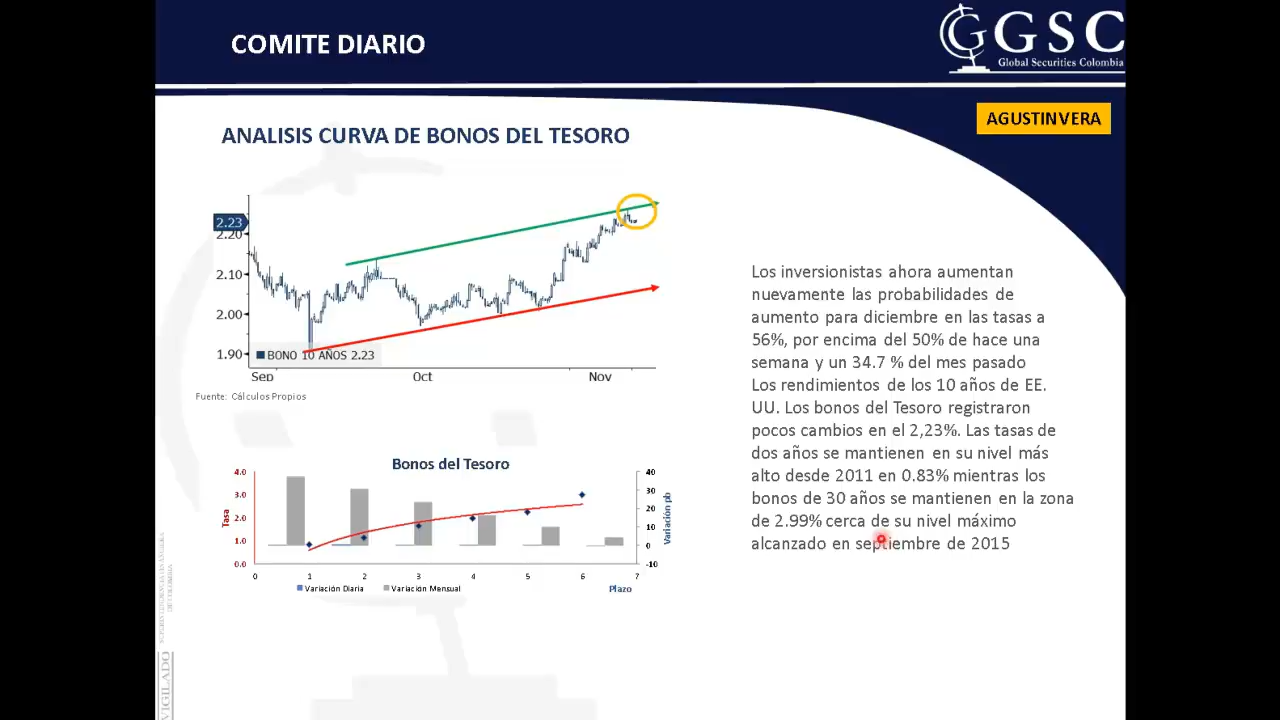 COMITE DIARIO
GSC
Global Securities Colombia
AGUSTINVERA
ANALISIS CURVA DE BONOS DEL TESORO
2.23
2.20
2.10
2.00
1.90
BONO 10 AÑOS 2.23
Sep Oct Nov
Fuente: Cálculos Propios
Los inversionistas ahora aumentan
nuevamente las probabilidades de
aumento para diciembre en las tasas a
56%, por encima del 50% de hace una
semana y un 34.7 % del mes pasado
Los rendimientos de los 10 años de EE.
UU. Los bonos del Tesoro registraron
pocos cambios en el 2,23%. Las tasas de
dos años se mantienen en su nivel más
alto desde 2011 en 0.83% mientras los
bonos de 30 años se mantienen en la zona
de 2.99% cerca de su nivel máximo
alcanzado en septiembre de 2015
Bonos del Tesoro
4.0
3.0
2.0
1.0
0.0
Tasa
40
30
20
10
0
-10
Variación pb
0 1 2 3 4 5 6 7
Variación Diaria Variación Mensual Plazo
VIGILADO